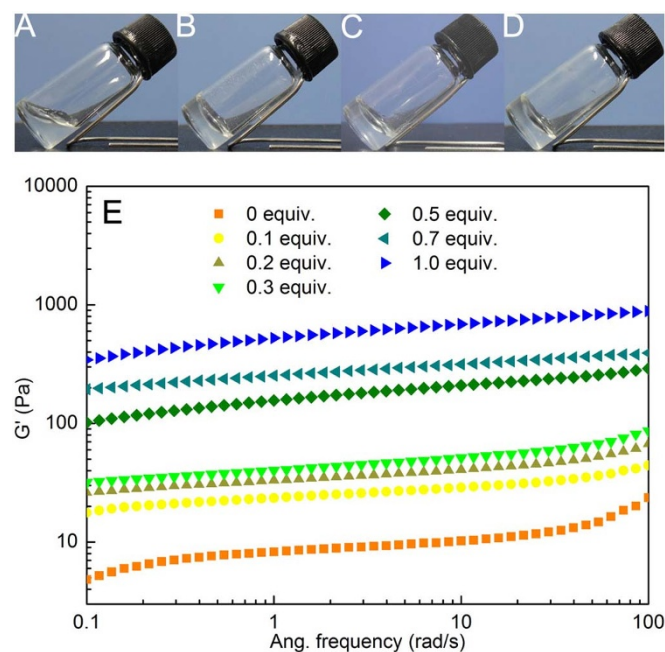 A B C D
10000
E
0 equiv. 0.5 equiv.
0.1 equiv. 0.7 equiv.
0.2 equiv. 1.0 equiv.
0.3 equiv.
1000
G' (Pa)
100
10
0.1 1 10 100
Ang. frequency (rad/s)